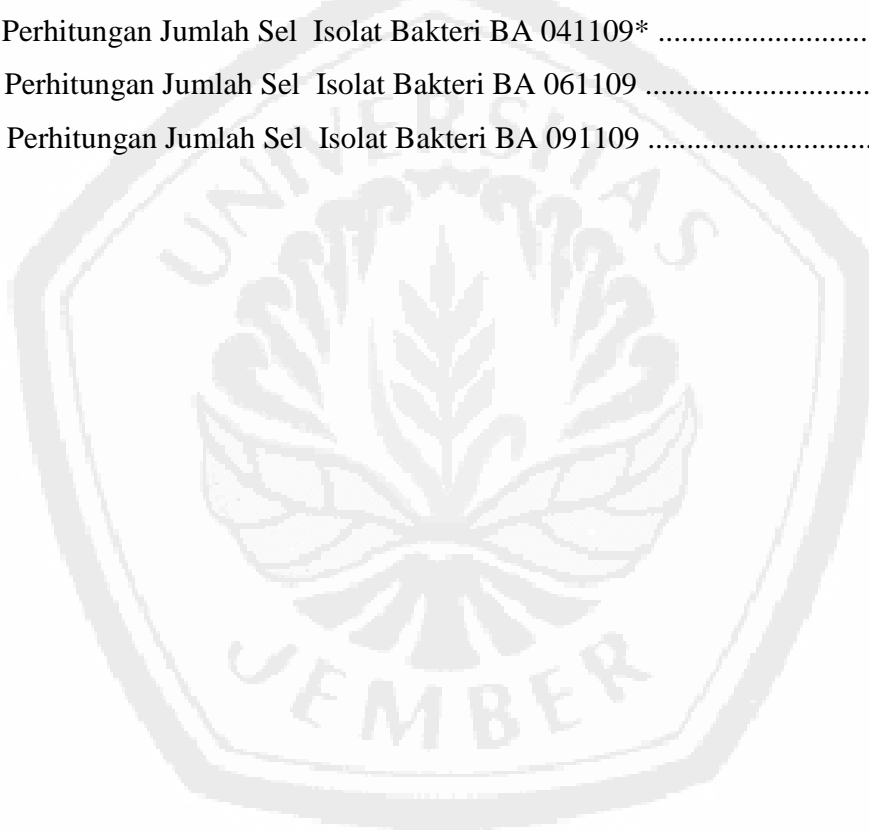 Perhitungan Jumlah Sel  Isolat Bakteri BA 041109* ...........................
Perhitungan Jumlah Sel  Isolat Bakteri BA 061109 .............................
Perhitungan Jumlah Sel  Isolat Bakteri BA 091109 .............................
UNIVERSITAS
JEMBER